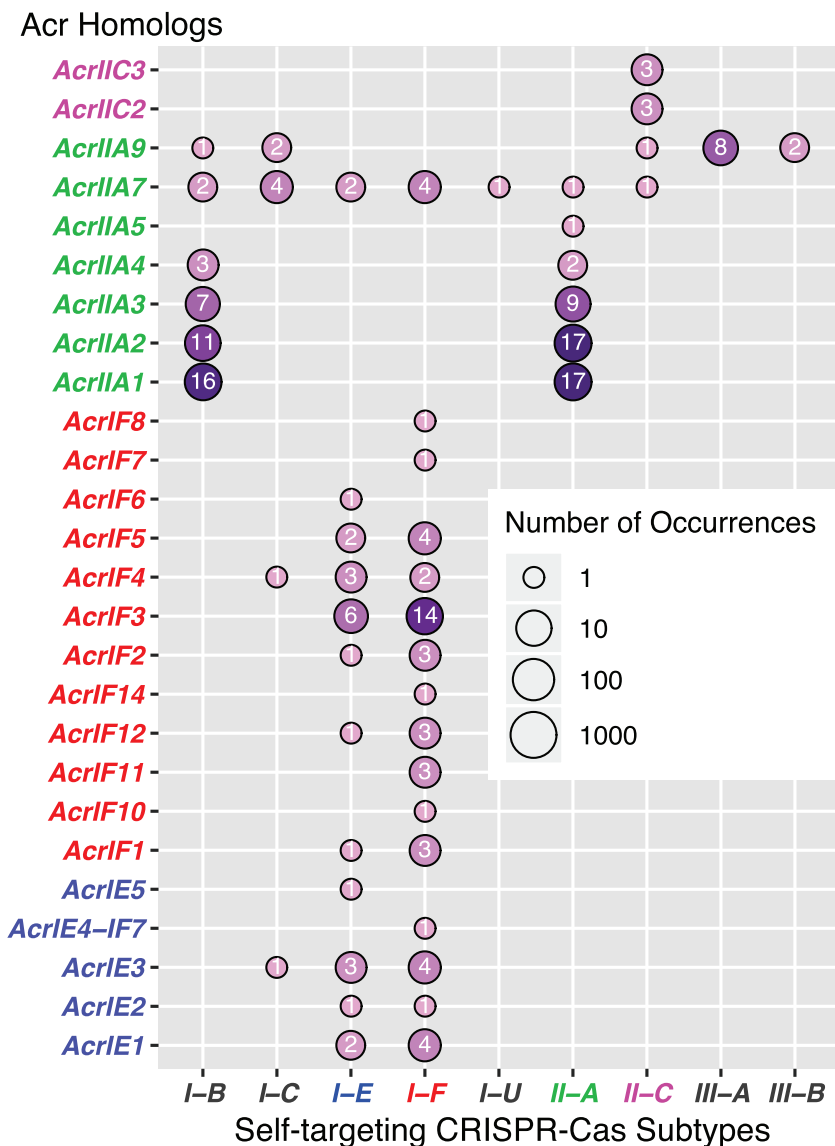 Acr Homologs
AcrIIC3 3
AcrIIC2 3
AcrIIA9 1 2 1 8 2
AcrIIA7 2 4 2 4 1 1 1
AcrIIA5 1
AcrIIA4 3 2
AcrIIA3 7 9
AcrIIA2 11 17
AcrIIA1 16 17
AcrIF8 1
AcrIF7 1
AcrIF6 1
AcrIF5 2 4
AcrIF4 1 3 2
AcrIF3 6 14
AcrIF2 1 3
AcrIF14 1
AcrIF12 1 3
AcrIF11 3
AcrIF10 1
AcrIF1 1 3
AcrIE5 1
AcrIE4–IF7 1
AcrIE3 1 3 4
AcrIE2 1 1
AcrIE1 2 4
Number of Occurrences
1
10
100
1000
I–B I–C I–E I–F I–U II–A II–C III–A III–B
Self-targeting CRISPR-Cas Subtypes